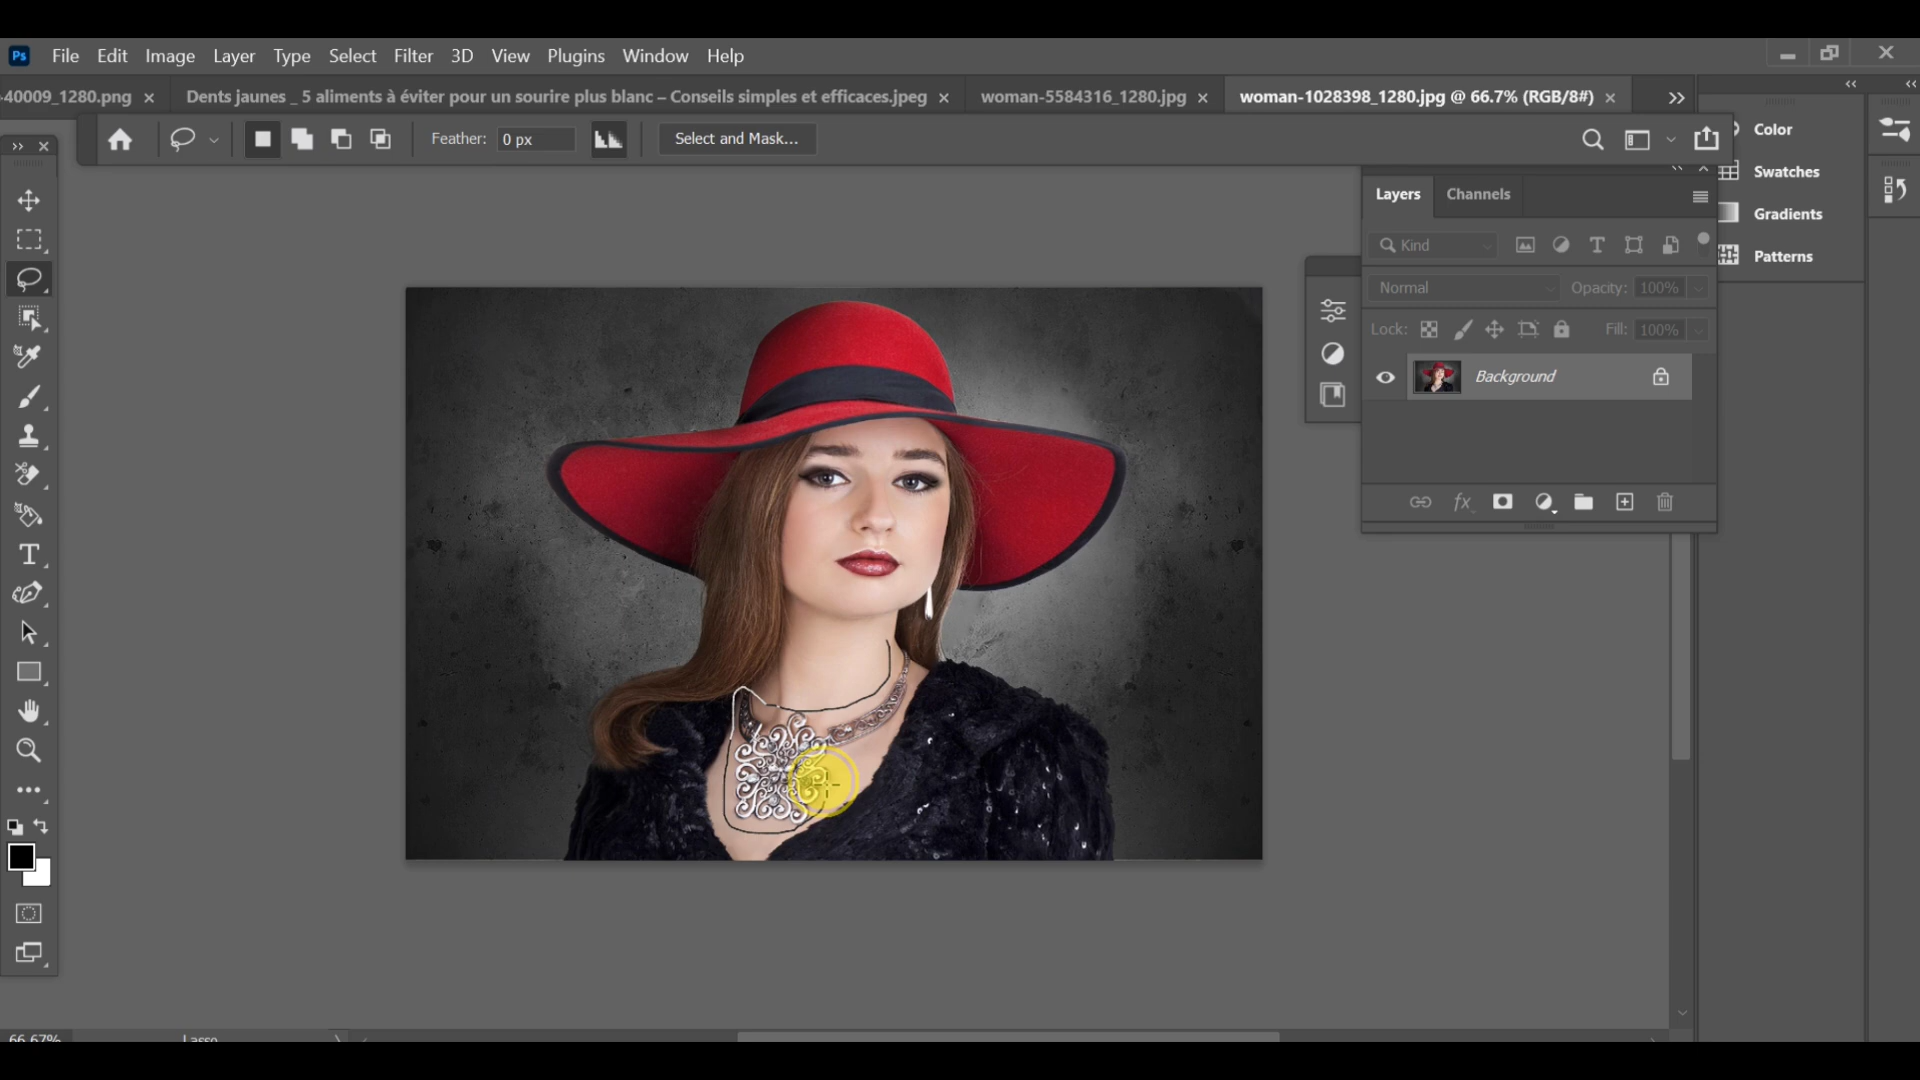 Ps File Edit Image Layer Type Select Filter 3D View Plugins Window Help
-40009_1280.png × Dents jaunes _ 5 aliments à éviter pour un sourire plus blanc – Conseils simples et efficaces.jpeg × woman-5584316_1280.jpg × woman-1028398_1280.jpg @ 66.7% (RGB/8#) ×
Feather: 0 px Select and Mask...
Color
Swatches
Gradients
Patterns
Layers Channels
Kind
Normal Opacity: 100%
Lock: Fill: 100%
Background
fx
66.67% Lasso